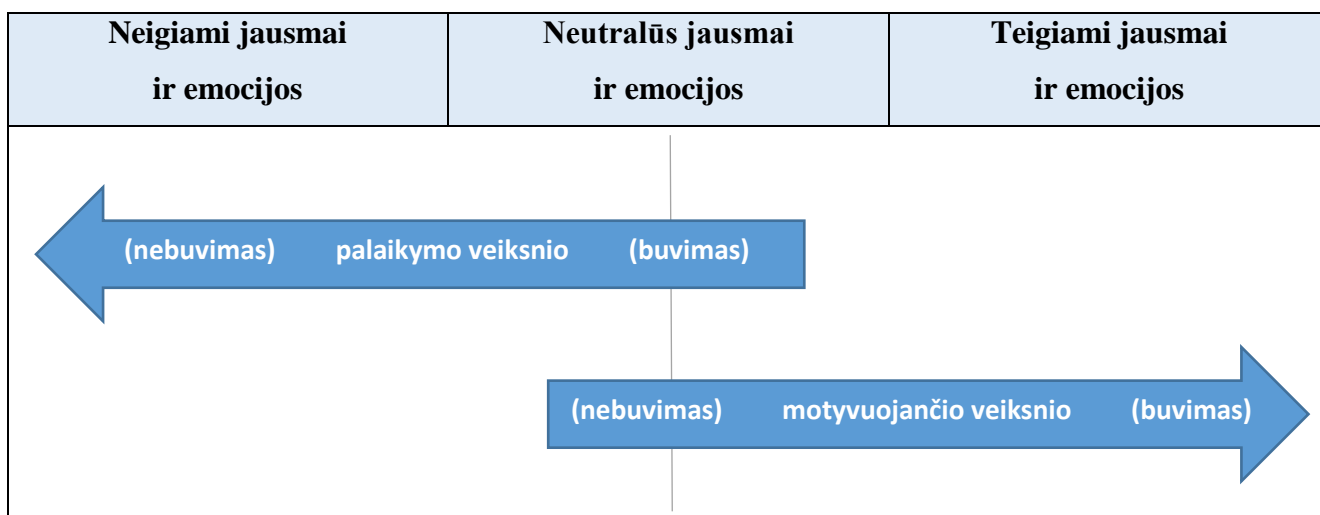 Neigiami jausmai
ir emocijos
Neutralūs jausmai
ir emocijos
Teigiami jausmai
ir emocijos
(nebuvimas) palaikymo veiksnio (buvimas)
(nebuvimas) motyvuojančio veiksnio (buvimas)